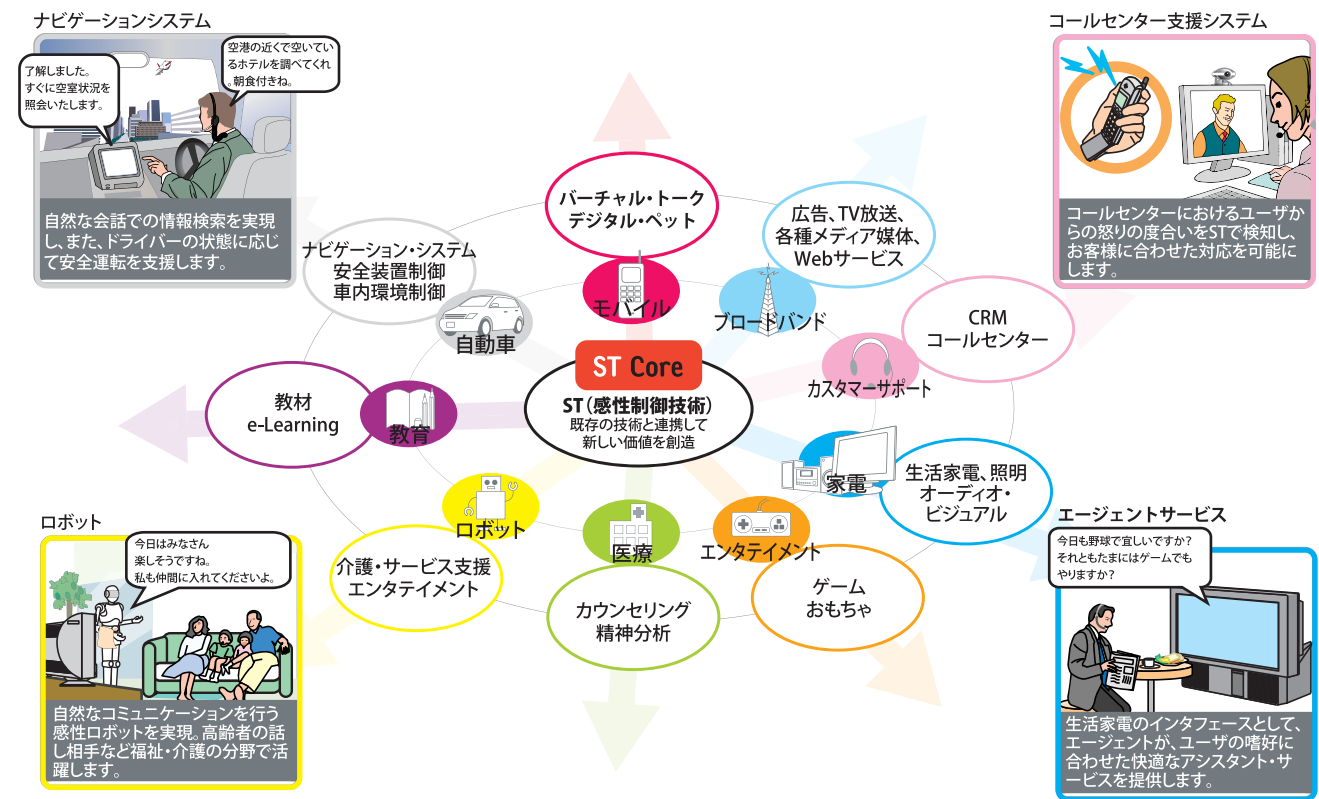 ナビゲーションシステム
空港の近くで空いてい
るホテルを調べてくれ
。朝食付きね。
了解しました。
すぐに空室状況を
照会いたします。
自然な会話での情報検索を実現
し、また、ドライバーの状態に応じ
て安全運転を支援します。
コールセンター支援システム
コールセンターにおけるユーザか
らの怒りの度合いをSTで検知し、
お客様に合わせた対応を可能に
します。
バーチャル・トーク
デジタル・ペット
モバイル
広告、TV放送、
各種メディア媒体、
Webサービス
ブロードバンド
ナビゲーション・システム
安全装置制御
車内環境制御
自動車
CRM
コールセンター
カスタマーサポート
ST Core
ST（感性制御技術）
既存の技術と連携して
新しい価値を創造
教材
e-Learning
教育
生活家電、照明
オーディオ・
ビジュアル
家電
ロボット
介護・サービス支援
エンタテイメント
医療
カウンセリング
精神分析
エンタテイメント
ゲーム
おもちゃ
ロボット
今日はみなさん
楽しそうですね。
私も仲間に入れてくださいよ。
自然なコミュニケーションを行う
感性ロボットを実現。高齢者の話
し相手など福祉・介護の分野で活
躍します。
エージェントサービス
今日も野球で宜しいですか？
それともたまにはゲームでも
やりますか？
生活家電のインタフェースとして、
エージェントが、ユーザの嗜好に
合わせた快適なアシスタント・サ
ービスを提供します。